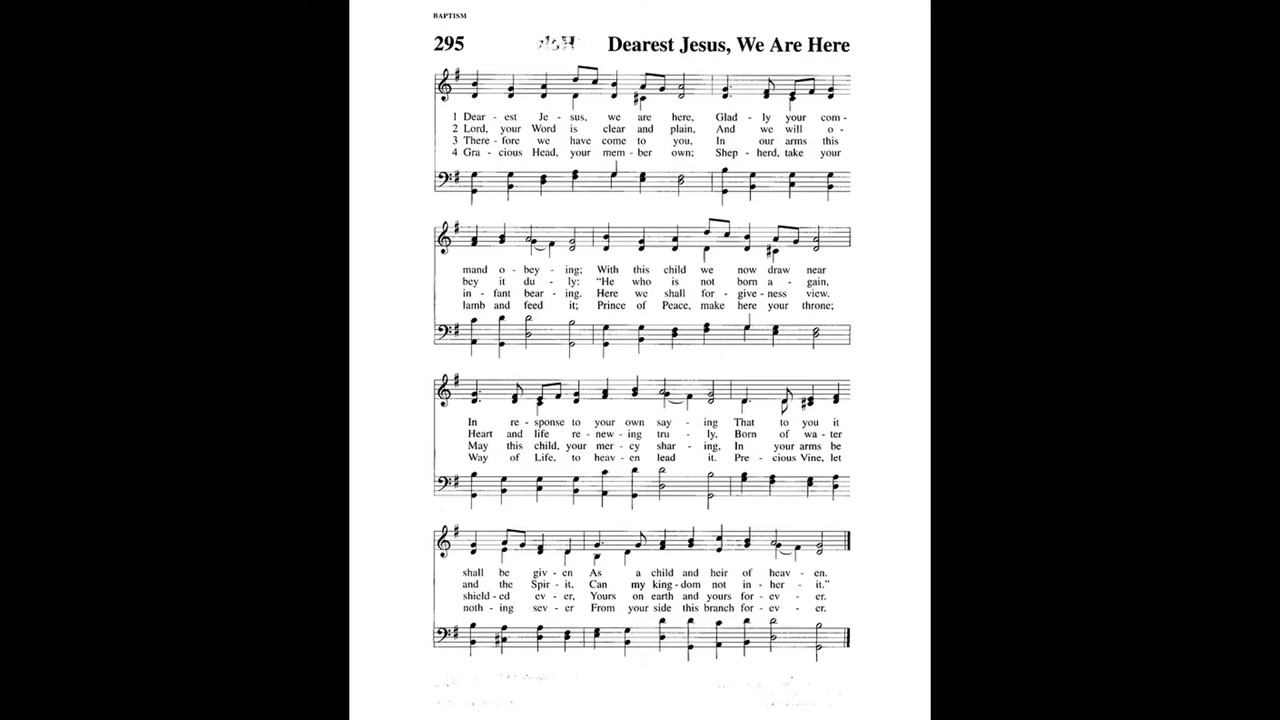 BAPTISM
295 Dearest Jesus, We Are Here
1 Dear - est Je - sus, we are here, Glad - ly your com -
2 Lord, your Word is clear and plain, And we will o -
3 There - fore we have come to you, In our arms this
4 Gra - cious Head, your mem - ber own; Shep - herd, take your
mand o - bey - ing; With this child we now draw near
bey it du - ly: “He who is not born a - gain,
in - fant bear - ing. Here we shall for - give - ness view.
lamb and feed it; Prince of Peace, make here your throne;
In re - sponse to your own say - ing That to you it
Heart and life re - new - ing tru - ly, Born of wa - ter
May this child, your mer - cy shar - ing, In your arms be
Way of Life, to heav - en lead it. Pre - cious Vine, let
shall be giv - en As a child and heir of heav - en.
and the Spir - it, Can my king - dom not in - her - it.”
shield - ed ev - er, Yours on earth and yours for - ev - er.
noth - ing sev - er From your side this branch for - ev - er.